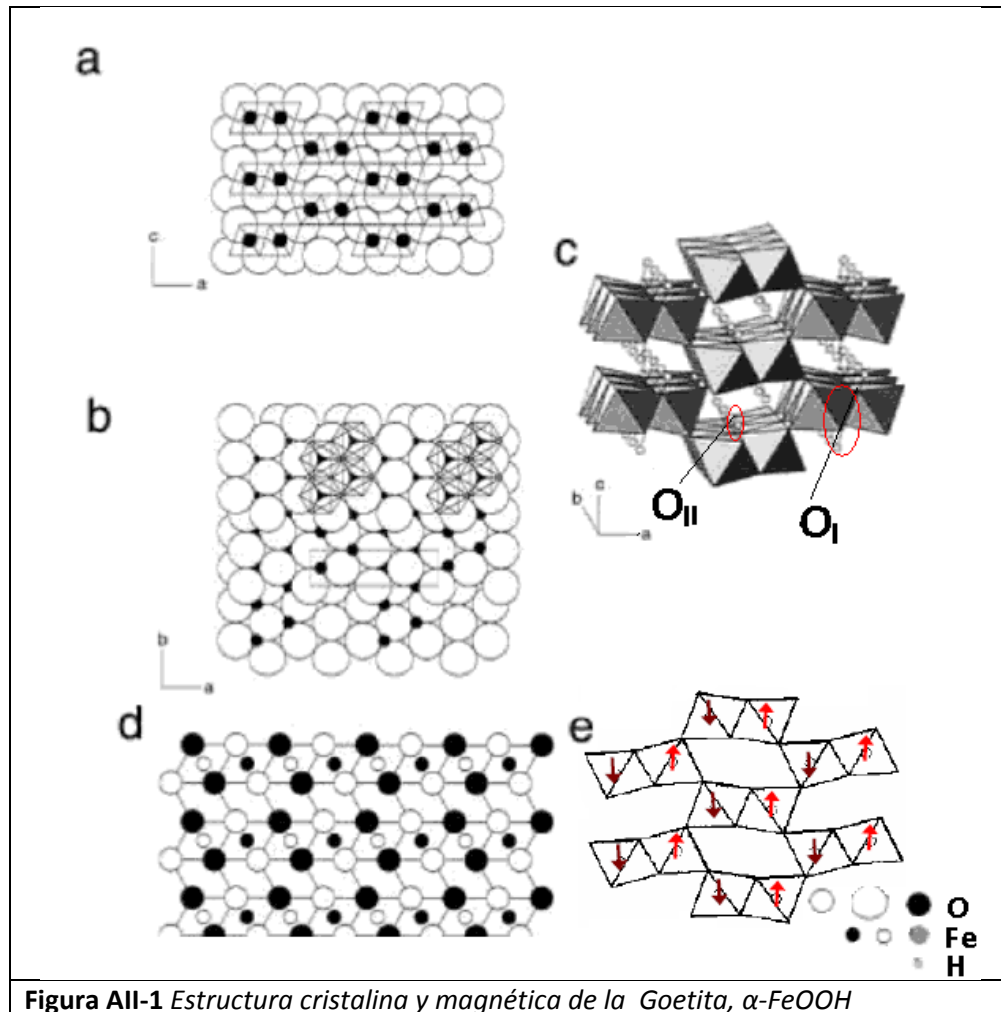 a
c
a
c
b
O_II
O_I
b
c
a
b
a
d
e
O
Fe
H
Figura AII-1 Estructura cristalina y magnética de la Goetita, α-FeOOH